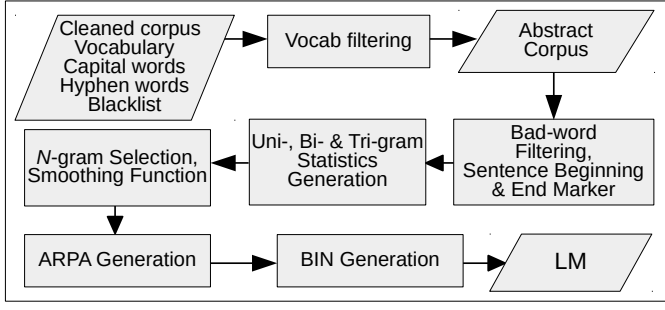 Cleaned corpus
Vocabulary
Capital words
Hyphen words
Blacklist
Vocab filtering
Abstract
Corpus
Bad-word
Filtering,
Sentence Beginning
& End Marker
Uni-, Bi- & Tri-gram
Statistics
Generation
N-gram Selection,
Smoothing Function
ARPA Generation
BIN Generation
LM